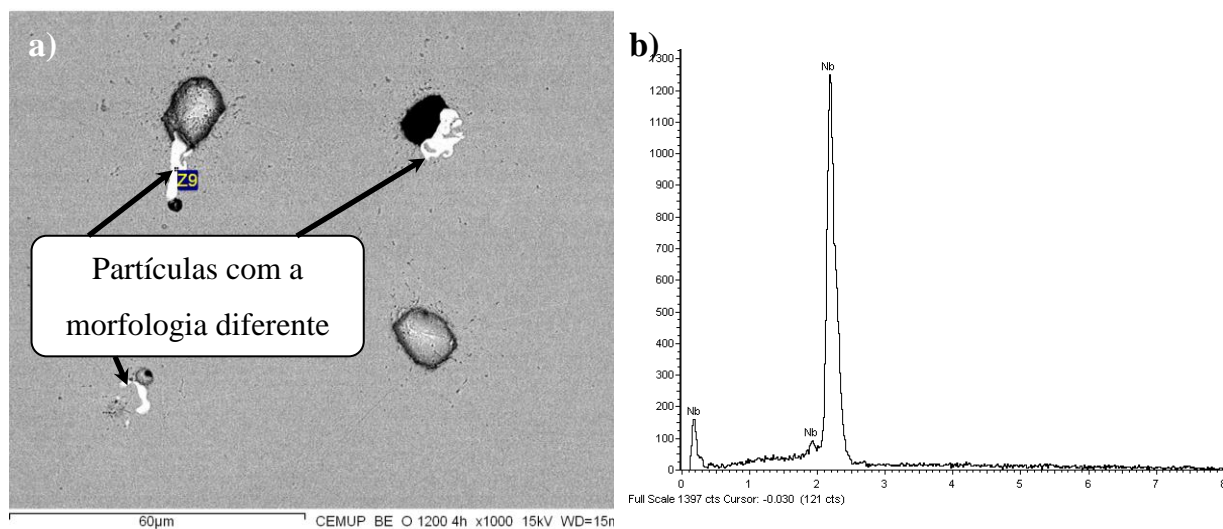 a)
Z9
Partículas com a
morfologia diferente
60µm
CEMUP BE O 1200 4h x1000 15kV WD=15m
b)
1300
1200
1100
1000
900
800
700
600
500
400
300
200
100
0
Nb
Nb
Nb
0 1 2 3 4 5 6 7 8
Full Scale 1397 cts Cursor: -0.030 (121 cts)